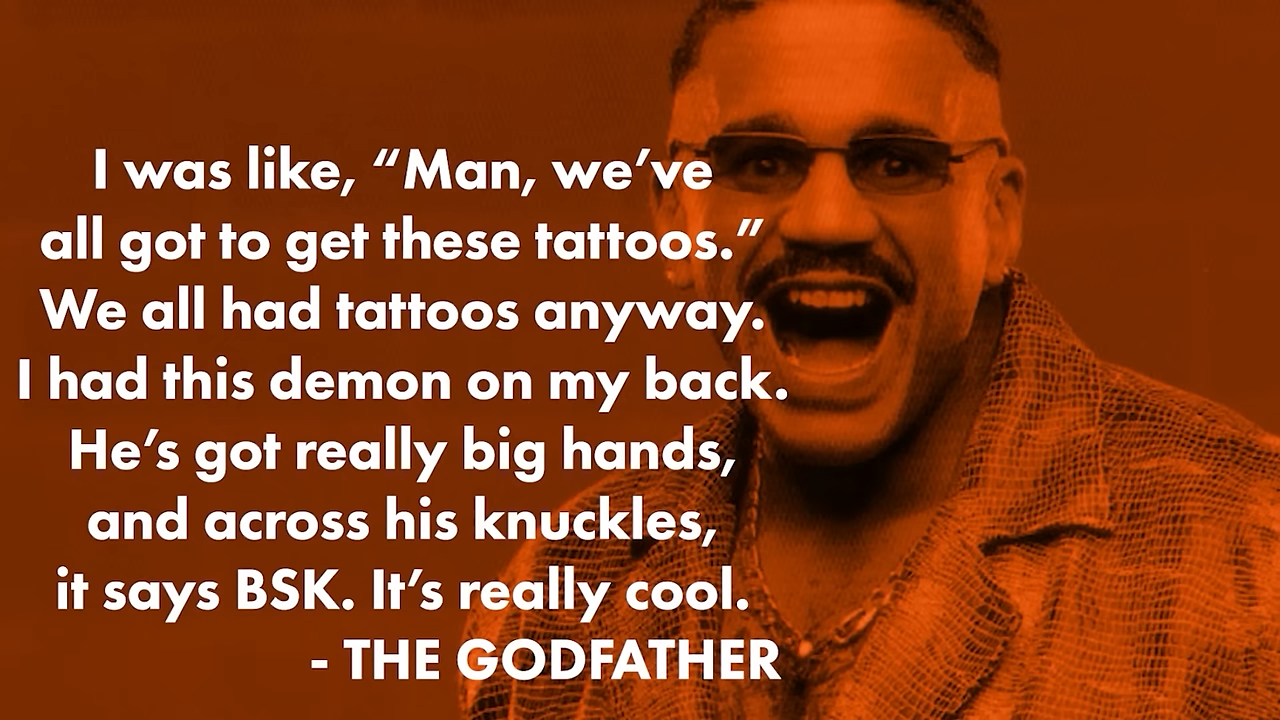 I was like, “Man, we’ve
all got to get these tattoos.”
We all had tattoos anyway.
I had this demon on my back.
He’s got really big hands,
and across his knuckles,
it says BSK. It’s really cool.
- THE GODFATHER